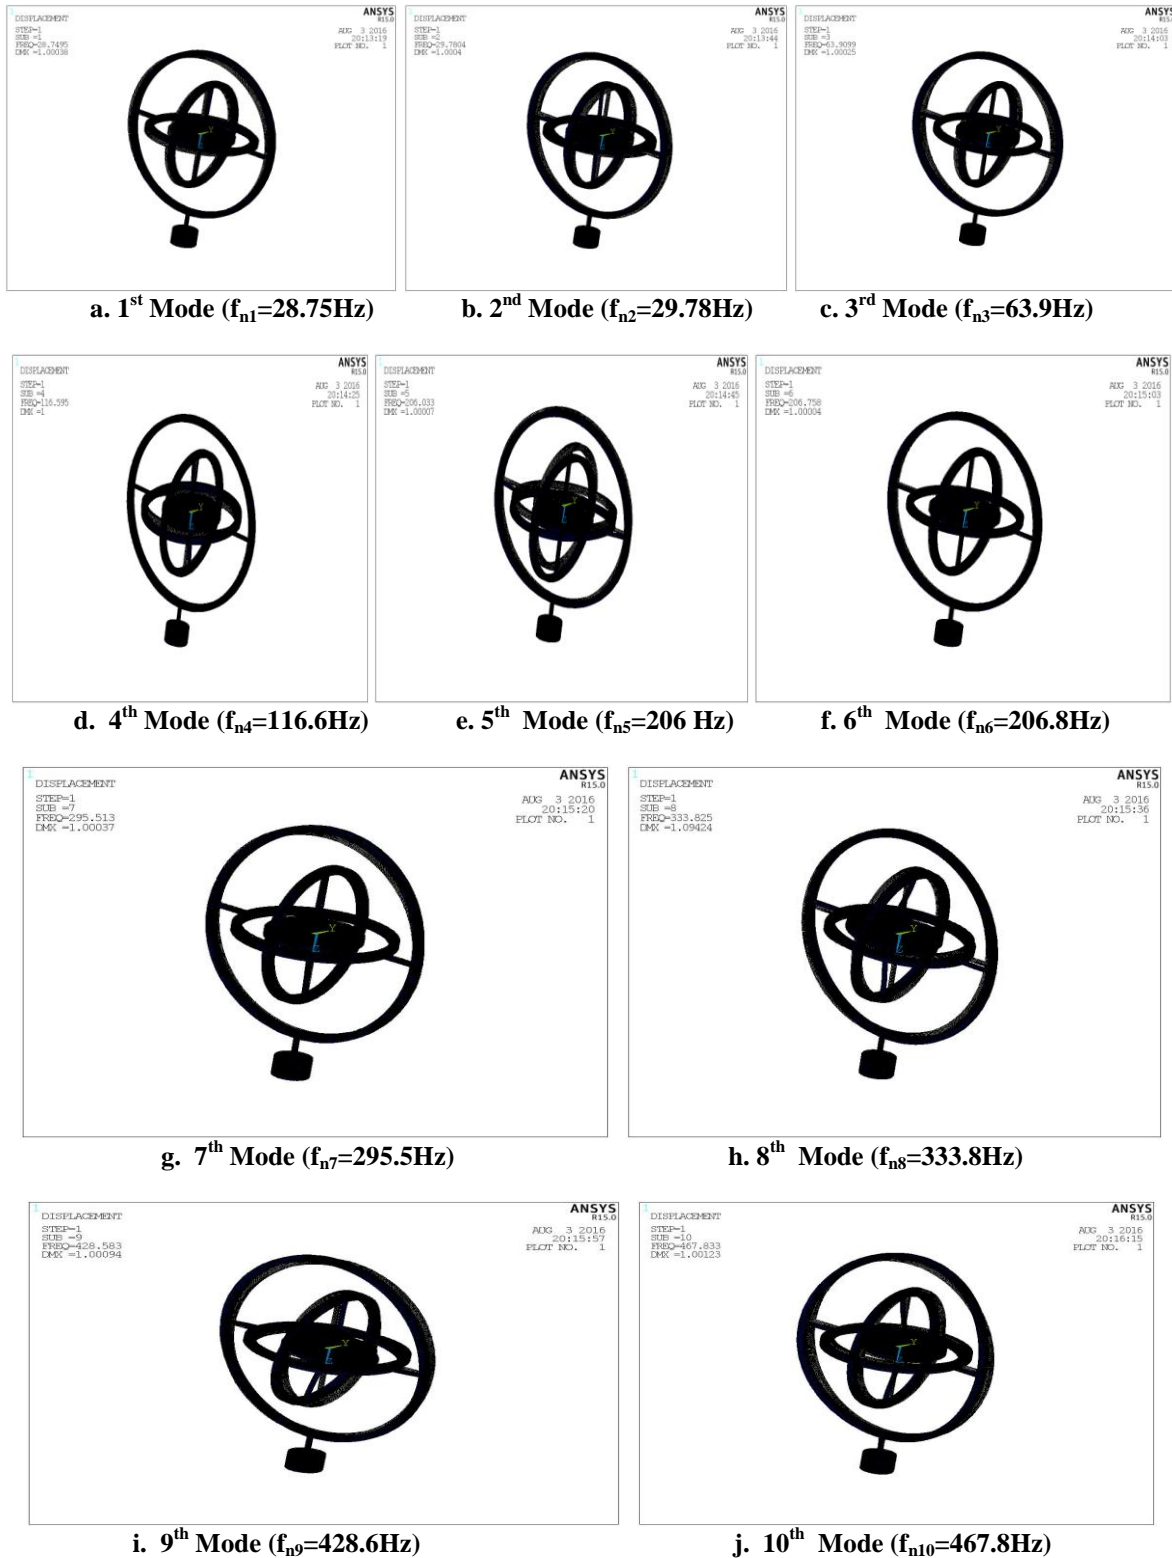 1
DISPLACEMENT
STEP=1
SUB =1
FREQ=28.7495
DMX =1.00038
ANSYS
R15.0
AUG 3 2016
20:13:19
PLOT NO. 1
Y
Z
1
DISPLACEMENT
STEP=1
SUB =2
FREQ=29.7804
DMX =1.0004
ANSYS
R15.0
AUG 3 2016
20:13:44
PLOT NO. 1
Y
Z
1
DISPLACEMENT
STEP=1
SUB =3
FREQ=63.9099
DMX =1.00025
ANSYS
R15.0
AUG 3 2016
20:14:03
PLOT NO. 1
Y
Z
a. 1st Mode (fn1=28.75Hz)
b. 2nd Mode (fn2=29.78Hz)
c. 3rd Mode (fn3=63.9Hz)
1
DISPLACEMENT
STEP=1
SUB =4
FREQ=116.595
DMX =1
ANSYS
R15.0
AUG 3 2016
20:14:25
PLOT NO. 1
Y
Z
1
DISPLACEMENT
STEP=1
SUB =5
FREQ=206.033
DMX =1.00007
ANSYS
R15.0
AUG 3 2016
20:14:45
PLOT NO. 1
Y
Z
1
DISPLACEMENT
STEP=1
SUB =6
FREQ=206.758
DMX =1.00004
ANSYS
R15.0
AUG 3 2016
20:15:03
PLOT NO. 1
Y
Z
d. 4th Mode (fn4=116.6Hz)
e. 5th Mode (fn5=206 Hz)
f. 6th Mode (fn6=206.8Hz)
1
DISPLACEMENT
STEP=1
SUB =7
FREQ=295.513
DMX =1.00037
ANSYS
R15.0
AUG 3 2016
20:15:20
PLOT NO. 1
Y
Z
1
DISPLACEMENT
STEP=1
SUB =8
FREQ=333.825
DMX =1.09424
ANSYS
R15.0
AUG 3 2016
20:15:36
PLOT NO. 1
Y
Z
g. 7th Mode (fn7=295.5Hz)
h. 8th Mode (fn8=333.8Hz)
1
DISPLACEMENT
STEP=1
SUB =9
FREQ=428.583
DMX =1.00094
ANSYS
R15.0
AUG 3 2016
20:15:57
PLOT NO. 1
Y
Z
1
DISPLACEMENT
STEP=1
SUB =10
FREQ=467.833
DMX =1.00123
ANSYS
R15.0
AUG 3 2016
20:16:15
PLOT NO. 1
Y
Z
i. 9th Mode (fn9=428.6Hz)
j. 10th Mode (fn10=467.8Hz)